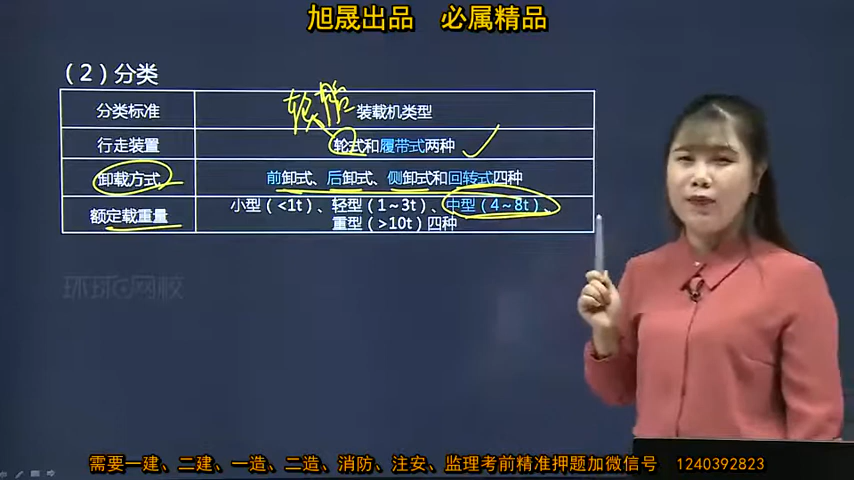 旭晟出品　必属精品
（2）分类
轮胎
分类标准 装载机类型
行走装置 轮式和履带式两种
卸载方式 前卸式、后卸式、侧卸式和回转式四种
额定载重量 小型（<1t）、轻型（1～3t）、中型（4～8t）、
重型（>10t）四种
环球网校
需要一建、二建、一造、二造、消防、注安、监理考前精准押题加微信号　1240392823